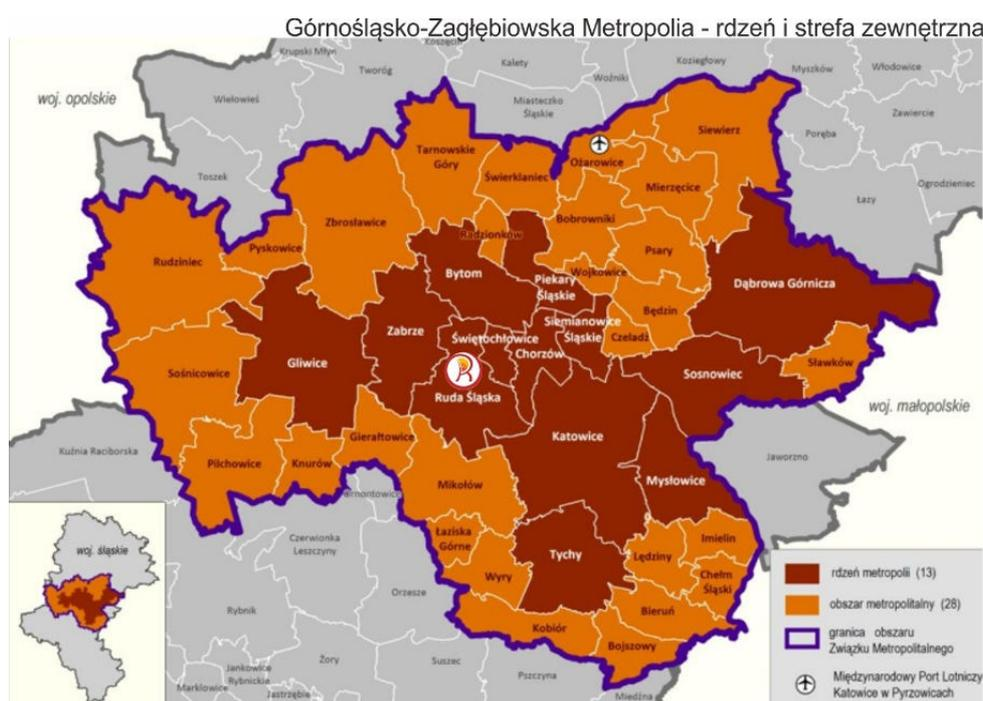 Górnośląsko-Zagłębiowska Metropolia - rdzeń i strefa zewnętrzna
Krupski Młyn
Tworóg
Koszęcin
Kalety
Woźniki
Koziegłowy
Myszków
Włodowice
woj. opolskie
Wielowieś
Miasteczko
Śląskie
Zawiercie
Poręba
Siewierz
Tarnowskie
Góry
Ożarowice
Toszek
Świerklaniec
Mierzęcice
Ogrodzieniec
Łazy
Zbrosławice
Bobrowniki
Radzionków
Pyskowice
Psary
Rudziniec
Bytom
Wojkowice
Piekary
Śląskie
Dąbrowa Górnicza
Będzin
Siemianowice
Śląskie
Zabrze
Świętochłowice
Czeladź
Chorzów
Gliwice
Sławków
Sośnicowice
Sosnowiec
R
Ruda Śląska
woj. małopolskie
Katowice
Gierałtowice
Kuźnia Raciborska
Jaworzno
Pilchowice
Knurów
Mikołów
Mysłowice
Łaziska
Górne
Imielin
Czerwionka
Leszczyny
Tychy
Lędziny
woj. śląskie
Wyry
Chełm
Śląski
Orzesze
Rybnik
Bieruń
Kobiór
Bojszowy
Żory
Suszec
Jankowice
Rybnickie
Pszczyna
Marklowice
Jastrzębie
Miedźna
rdzeń metropolii (13)
obszar metropolitalny (28)
granica obszaru
Związku Metropolitalnego
Międzynarodowy Port Lotniczy
Katowice w Pyrzowicach